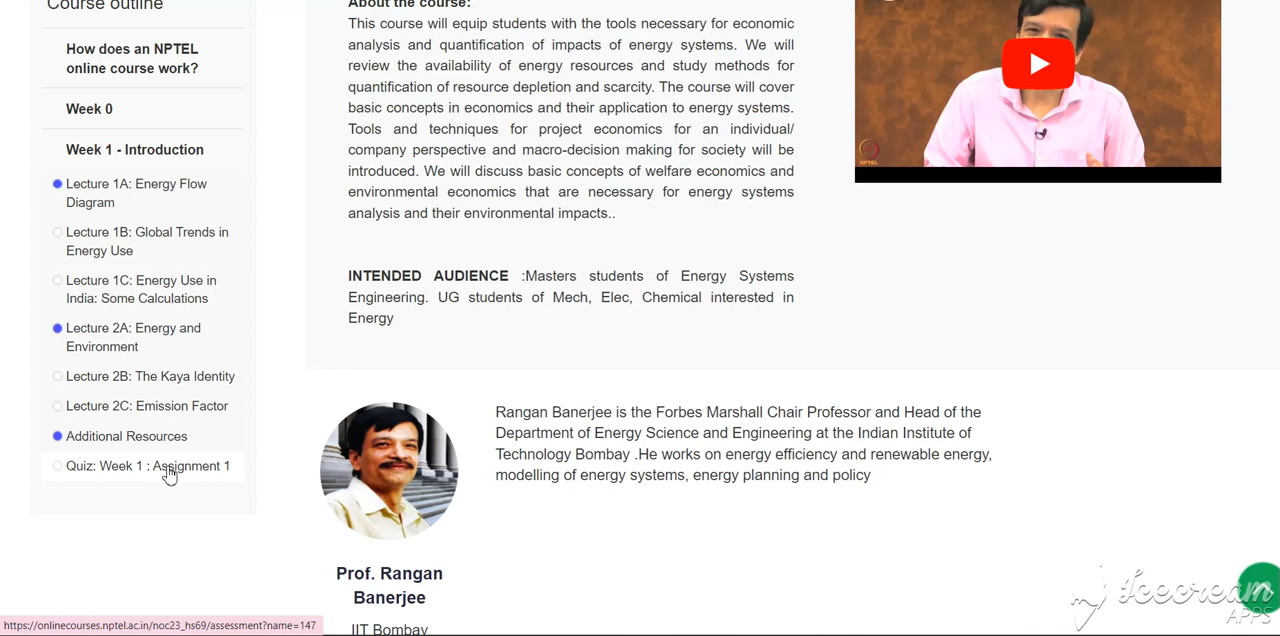 Course outline
How does an NPTEL
online course work?
Week 0
Week 1 - Introduction
Lecture 1A: Energy Flow
Diagram
Lecture 1B: Global Trends in
Energy Use
Lecture 1C: Energy Use in
India: Some Calculations
Lecture 2A: Energy and
Environment
Lecture 2B: The Kaya Identity
Lecture 2C: Emission Factor
Additional Resources
Quiz: Week 1 : Assignment 1
About the course:
This course will equip students with the tools necessary for economic
analysis and quantification of impacts of energy systems. We will
review the availability of energy resources and study methods for
quantification of resource depletion and scarcity. The course will cover
basic concepts in economics and their application to energy systems.
Tools and techniques for project economics for an individual/
company perspective and macro-decision making for society will be
introduced. We will discuss basic concepts of welfare economics and
environmental economics that are necessary for energy systems
analysis and their environmental impacts..
INTENDED AUDIENCE :Masters students of Energy Systems
Engineering. UG students of Mech, Elec, Chemical interested in
Energy
NPTEL
Rangan Banerjee is the Forbes Marshall Chair Professor and Head of the
Department of Energy Science and Engineering at the Indian Institute of
Technology Bombay .He works on energy efficiency and renewable energy,
modelling of energy systems, energy planning and policy
Prof. Rangan
Banerjee
IIT Bombay
Icecream
APPS
https://onlinecourses.nptel.ac.in/noc23_hs69/assessment?name=147